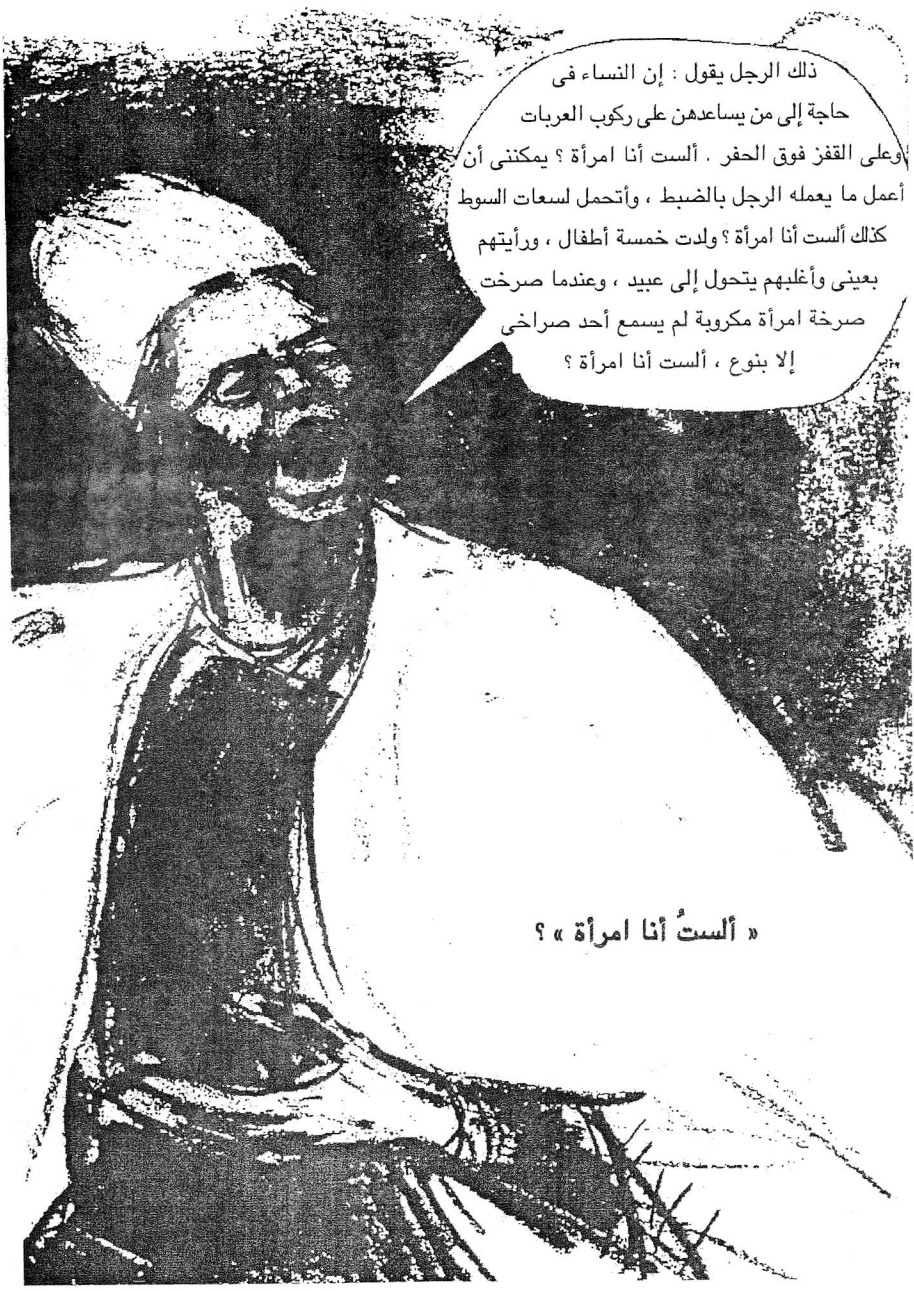 ذلك الرجل يقول : إن النساء فى
حاجة إلى من يساعدهن على ركوب العربات
وعلى القفز فوق الحفر . ألست أنا امرأة ؟ يمكننى أن
أعمل ما يعمله الرجل بالضبط ، وأتحمل لسعات السوط
كذلك ألست أنا امرأة ؟ ولدت خمسة أطفال ، ورأيتهم
بعينى وأغلبهم يتحول إلى عبيد ، وعندما صرخت
صرخة امرأة مكروبة لم يسمع أحد صراخى
إلا بنوع ، ألست أنا امرأة ؟
« ألستُ أنا امرأة » ؟